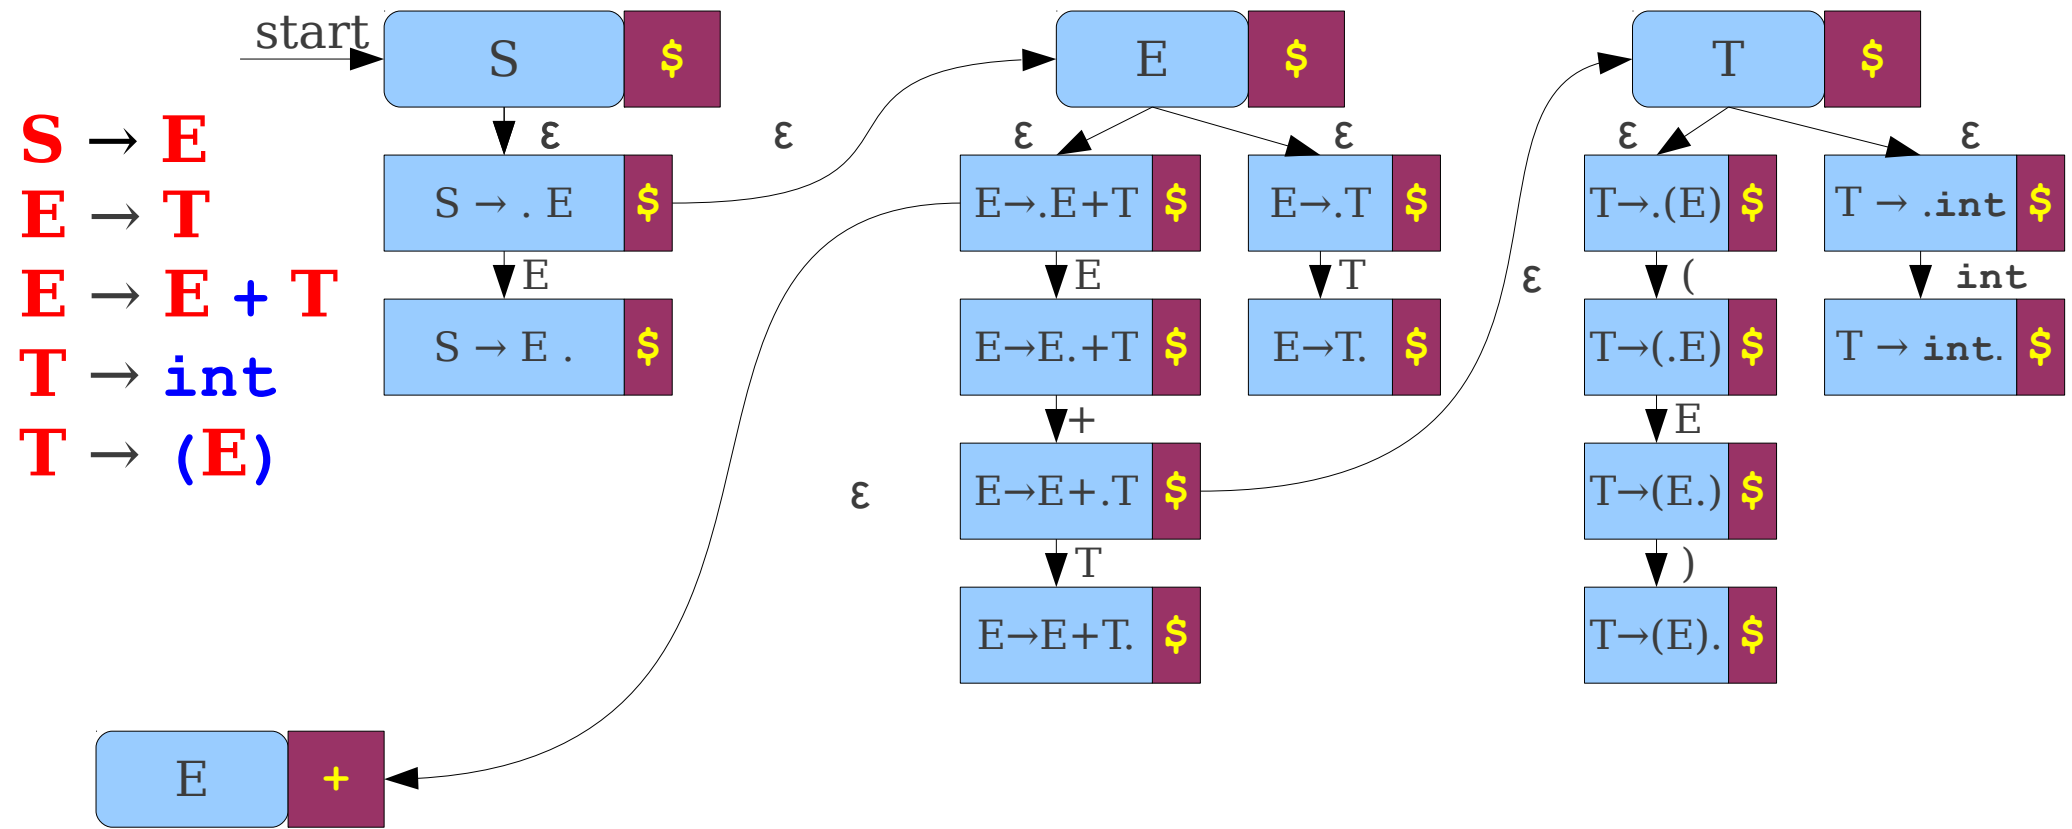 start
S $
E $
T $
S → E
E → T
E → E + T
T → int
T → (E)
ε
ε
ε
ε
ε
ε
S → . E $
E→.E+T $
E→.T $
T→.(E) $
T → .int $
E
E
T
ε
(
int
S → E . $
E→E.+T $
E→T. $
T→(.E) $
T → int. $
+
E
ε
E→E+.T $
T→(E.) $
T
)
E→E+T. $
T→(E). $
E +